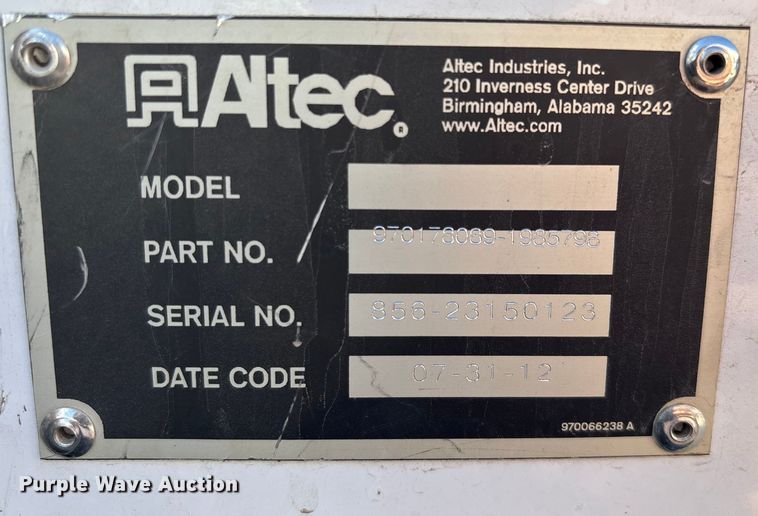 Altec
Altec Industries, Inc.
210 Inverness Center Drive
Birmingham, Alabama 35242
www.Altec.com
MODEL
PART NO. 970178089-1985798
SERIAL NO. 856-23150123
DATE CODE 07-31-12
970066238 A
Purple Wave Auction